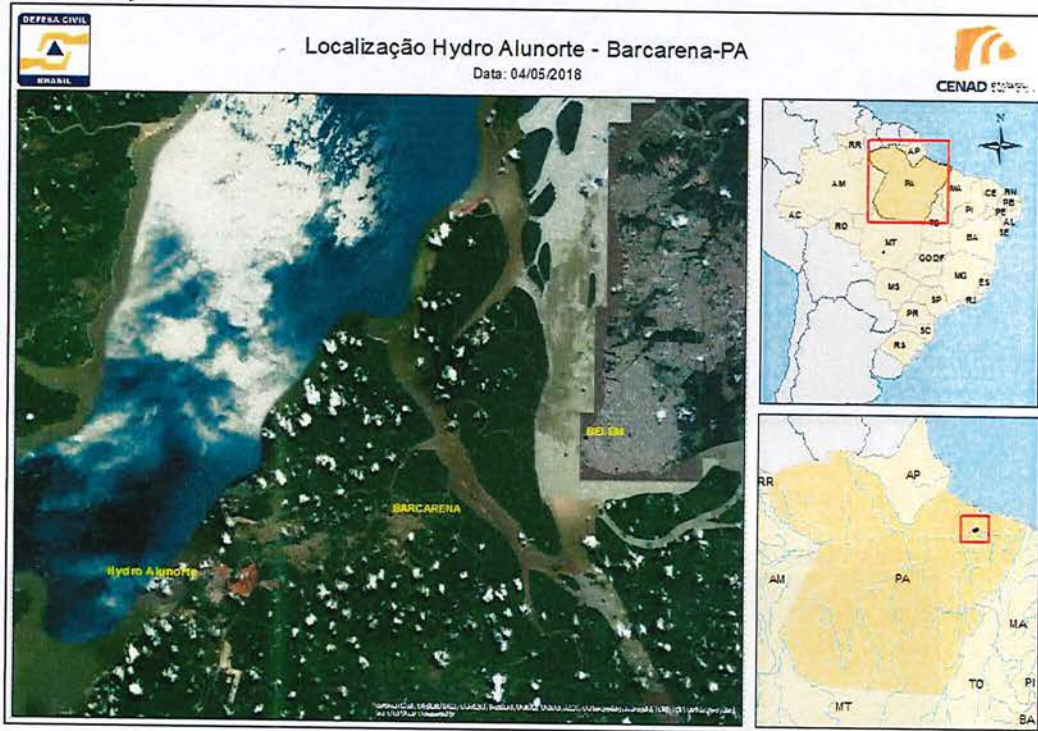 DEFESA CIVIL
BRASIL
Localização Hydro Alunorte - Barcarena-PA
Data: 04/05/2018
CENAD
BELÉM
BARCARENA
Hydro Alunorte
N
RR
AP
AM
PA
MA
CE
RN
PB
PE
AL
SE
PI
AC
RO
TO
MT
BA
GO
DF
MG
ES
MS
SP
RJ
PR
SC
RS
AP
RR
AM
PA
MA
TO
PI
MT
BA